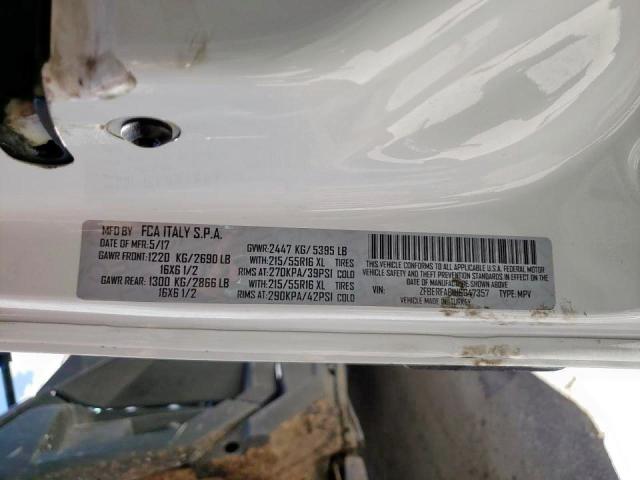 MFD BY FCA ITALY S.P.A.
DATE OF MFR: 5/17 GVWR: 2447 KG/ 5395 LB
GAWR FRONT: 1220 KG/2690 LB WITH: 215/55R16 XL TIRES
16X6 1/2 RIMS AT: 270KPA/39PSI COLD
GAWR REAR: 1300 KG/2866 LB WITH: 215/55R16 XL TIRES
16X6 1/2 RIMS AT: 290KPA/42PSI COLD
THIS VEHICLE CONFORMS TO ALL APPLICABLE U.S.A. FEDERAL MOTOR
VEHICLE SAFETY AND BUMPER AND THEFT PREVENTION STANDARDS IN EFFECT ON
THE DATE OF MANUFACTURE SHOWN ABOVE.
VIN: TYPE: MPV
VEHICLE MADE IN TURKEY